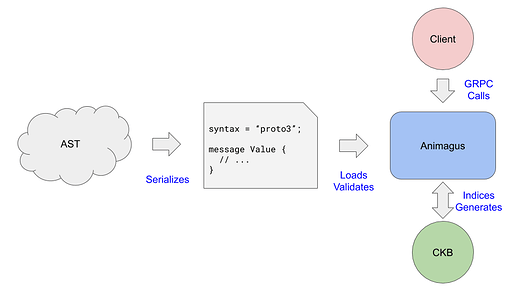 Client
GRPC
Calls
AST
Serializes
syntax = “proto3”;
message Value {
// ...
}
Loads
Validates
Animagus
Indices
Generates
CKB